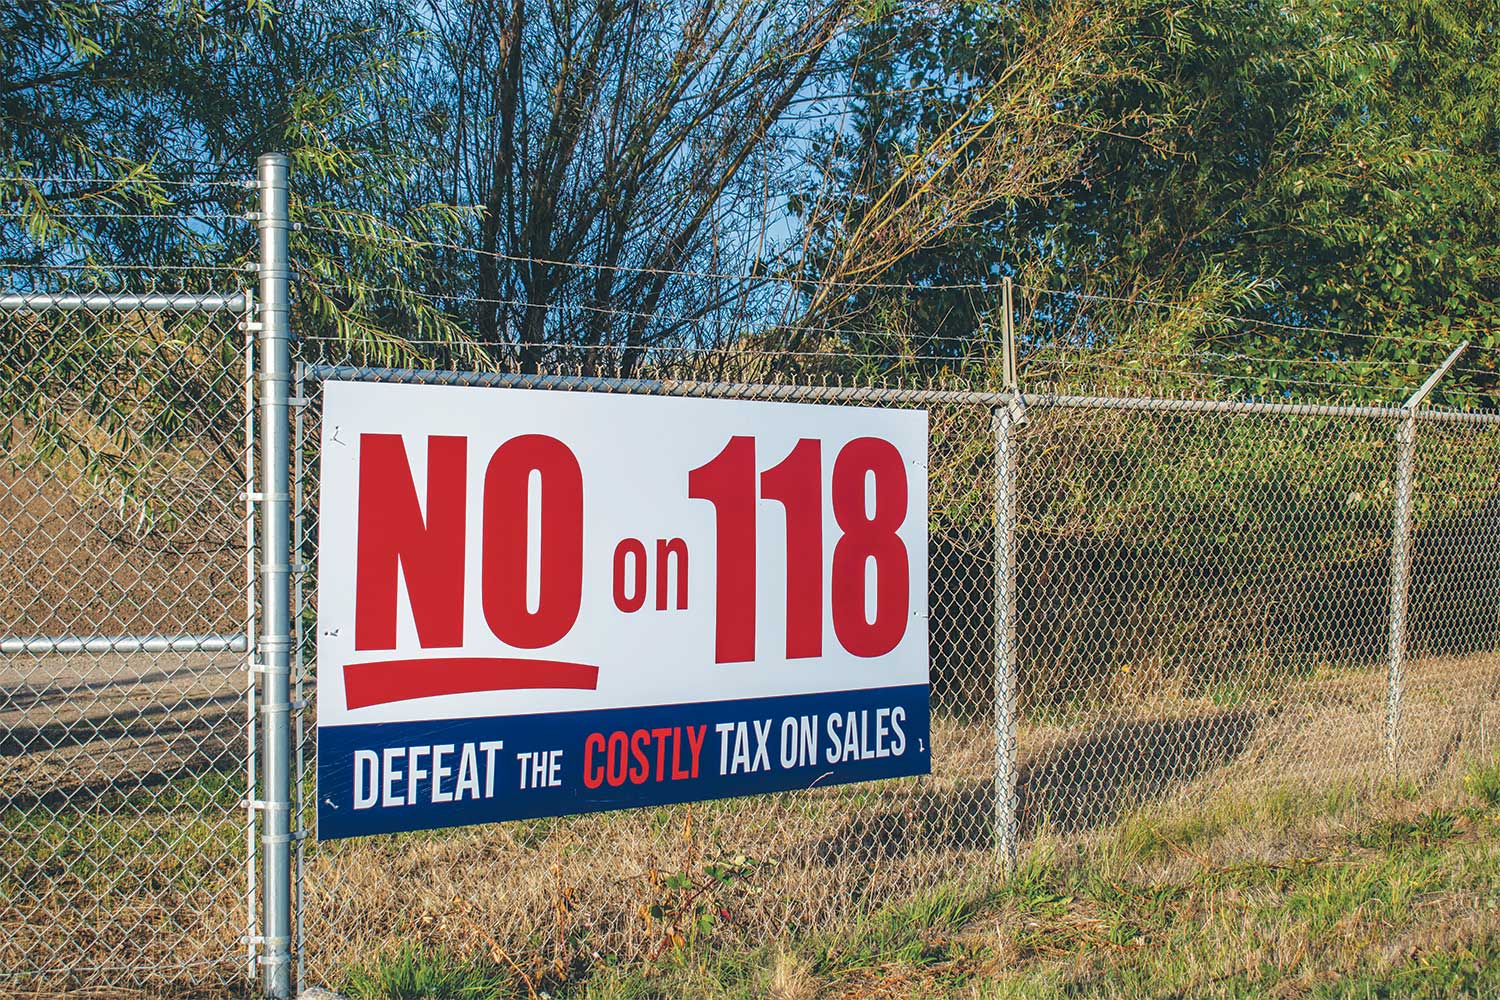 NO on 118
DEFEAT THE COSTLY TAX ON SALES